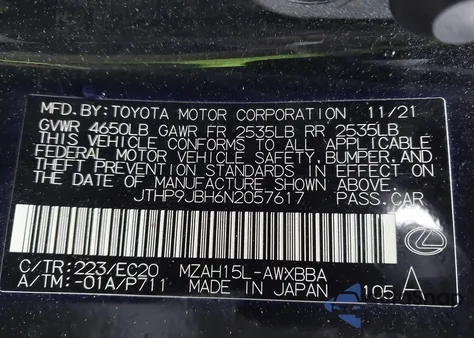 MFD. BY: TOYOTA MOTOR CORPORATION 11/21
GVWR 4650LB GAWR FR 2535LB RR 2535LB
THIS VEHICLE CONFORMS TO ALL APPLICABLE
FEDERAL MOTOR VEHICLE SAFETY, BUMPER, AND
THEFT PREVENTION STANDARDS IN EFFECT ON
THE DATE OF MANUFACTURE SHOWN ABOVE.
JTHP9JBH6N2057617 PASS. CAR
C/TR: 223/EC20 MZAH15L-AWXBBA
A/TM: -01A/P711 MADE IN JAPAN 105 A